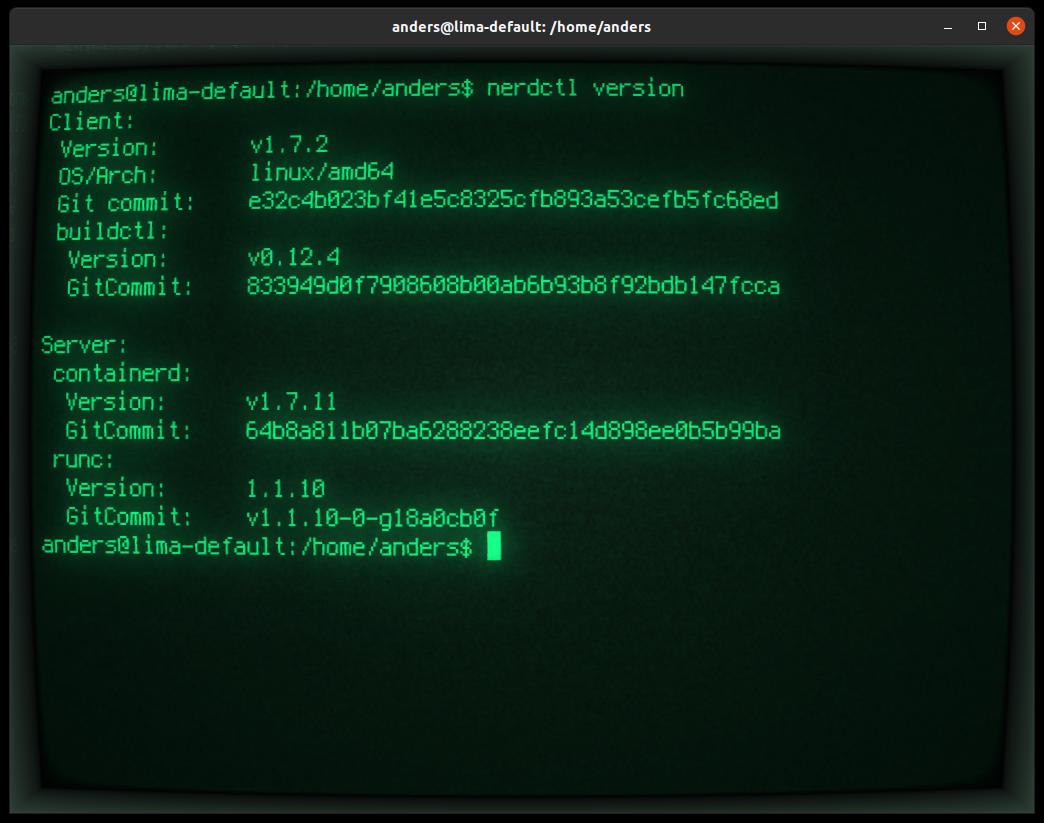 anders@lima-default: /home/anders
anders@lima-default:/home/anders$ nerdctl version
Client:
 Version:	v1.7.2
 OS/Arch:	linux/amd64
 Git commit:	e32c4b023bf41e5c8325cfb893a53cefb5fc68ed
 buildctl:
  Version:	v0.12.4
  GitCommit:	833949d0f7908608b00ab6b93b8f92bdb147fcca

Server:
 containerd:
  Version:	v1.7.11
  GitCommit:	64b8a811b07ba6288238eefc14d898ee0b5b99ba
 runc:
  Version:	1.1.10
  GitCommit:	v1.1.10-0-g18a0cb0f
anders@lima-default:/home/anders$